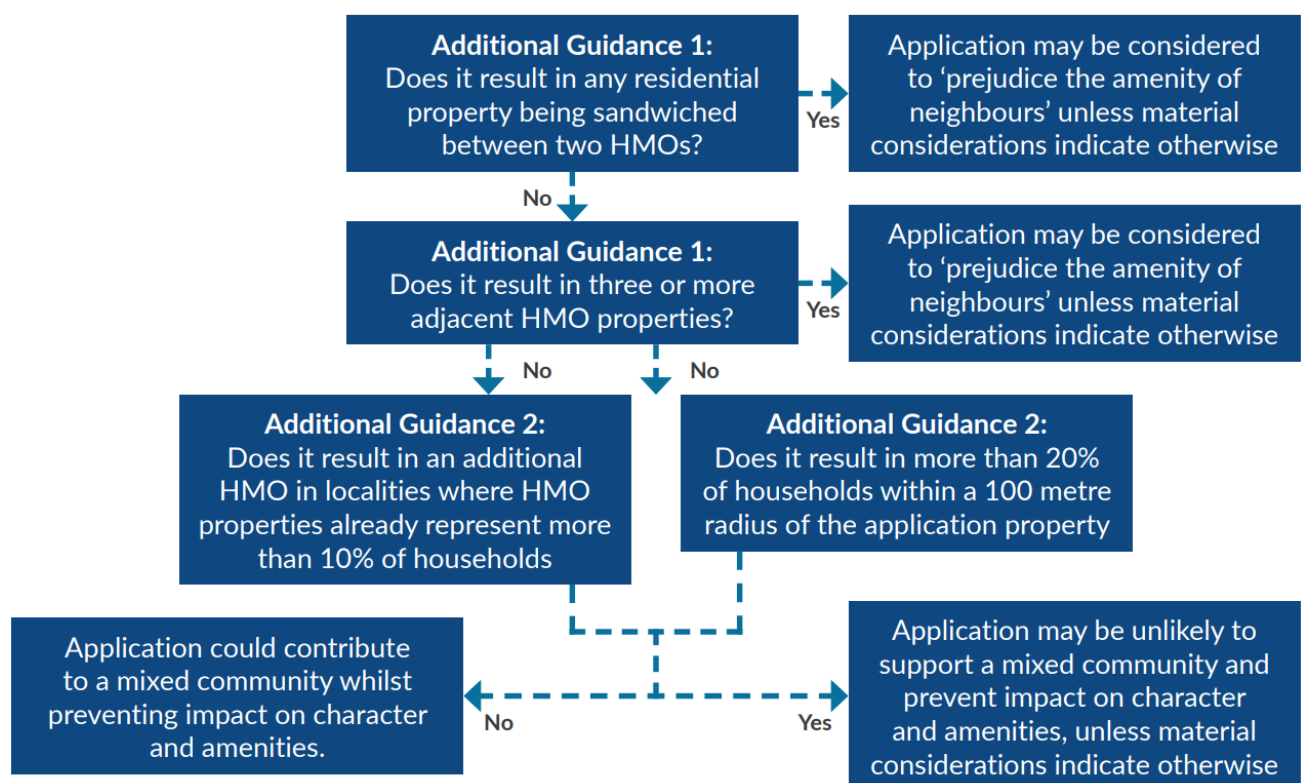 Additional Guidance 1:
Does it result in any residential
property being sandwiched
between two HMOs?
Yes
Application may be considered
to ‘prejudice the amenity of
neighbours’ unless material
considerations indicate otherwise
No
Additional Guidance 1:
Does it result in three or more
adjacent HMO properties?
Yes
Application may be considered
to ‘prejudice the amenity of
neighbours’ unless material
considerations indicate otherwise
No
No
Additional Guidance 2:
Does it result in an additional
HMO in localities where HMO
properties already represent more
than 10% of households
Additional Guidance 2:
Does it result in more than 20%
of households within a 100 metre
radius of the application property
Application could contribute
to a mixed community whilst
preventing impact on character
and amenities.
No
Yes
Application may be unlikely to
support a mixed community and
prevent impact on character
and amenities, unless material
considerations indicate otherwise